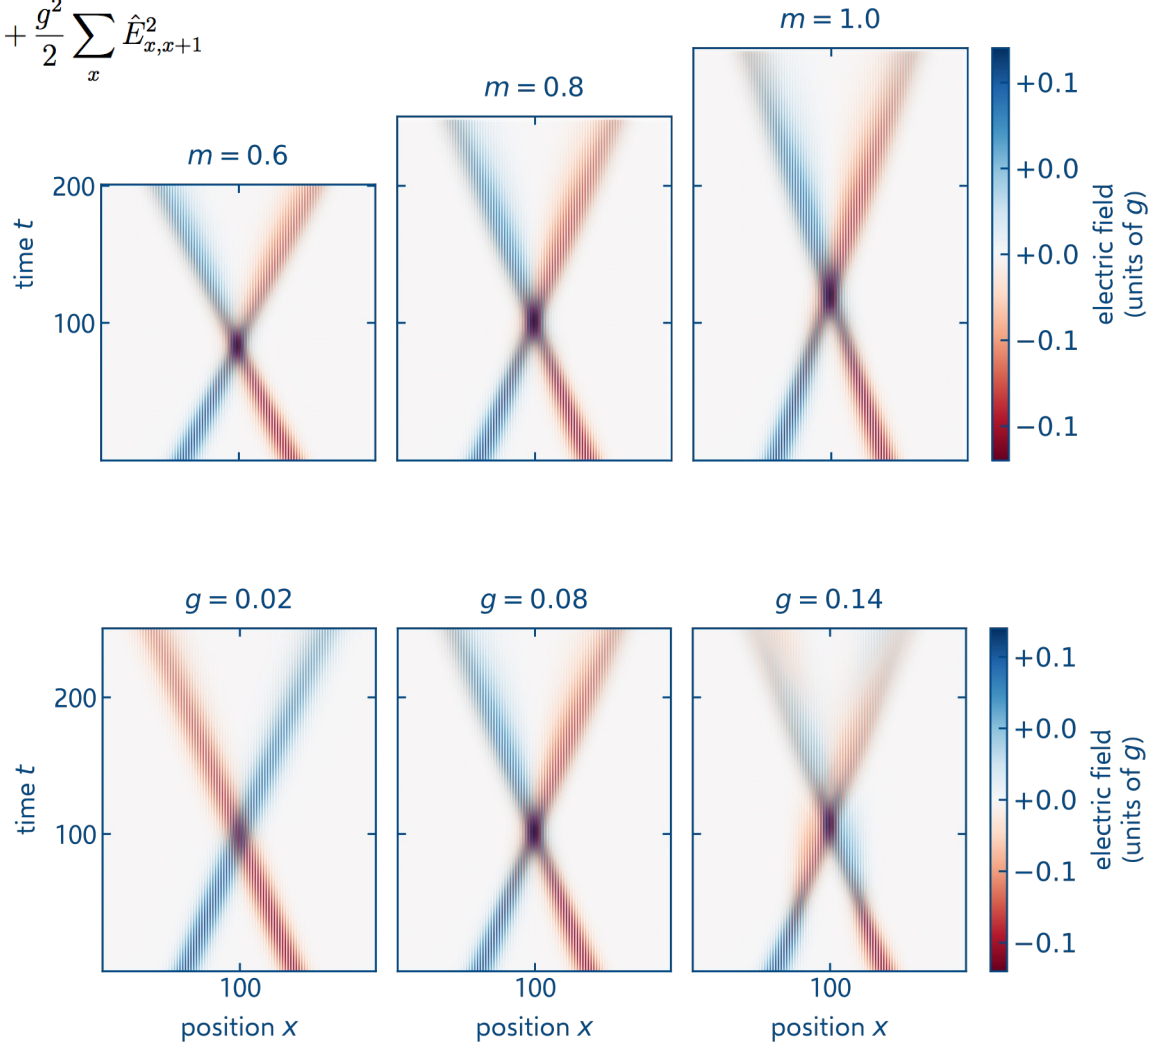 + g²/2 ∑ₓ Ê²ₓ,ₓ₊₁
m = 1.0
m = 0.8
m = 0.6
200
100
time t
+0.1
+0.0
+0.0
−0.1
−0.1
electric field
(units of g)
g = 0.02
g = 0.08
g = 0.14
200
100
time t
100
100
100
position x
position x
position x
+0.1
+0.0
+0.0
−0.1
−0.1
electric field
(units of g)